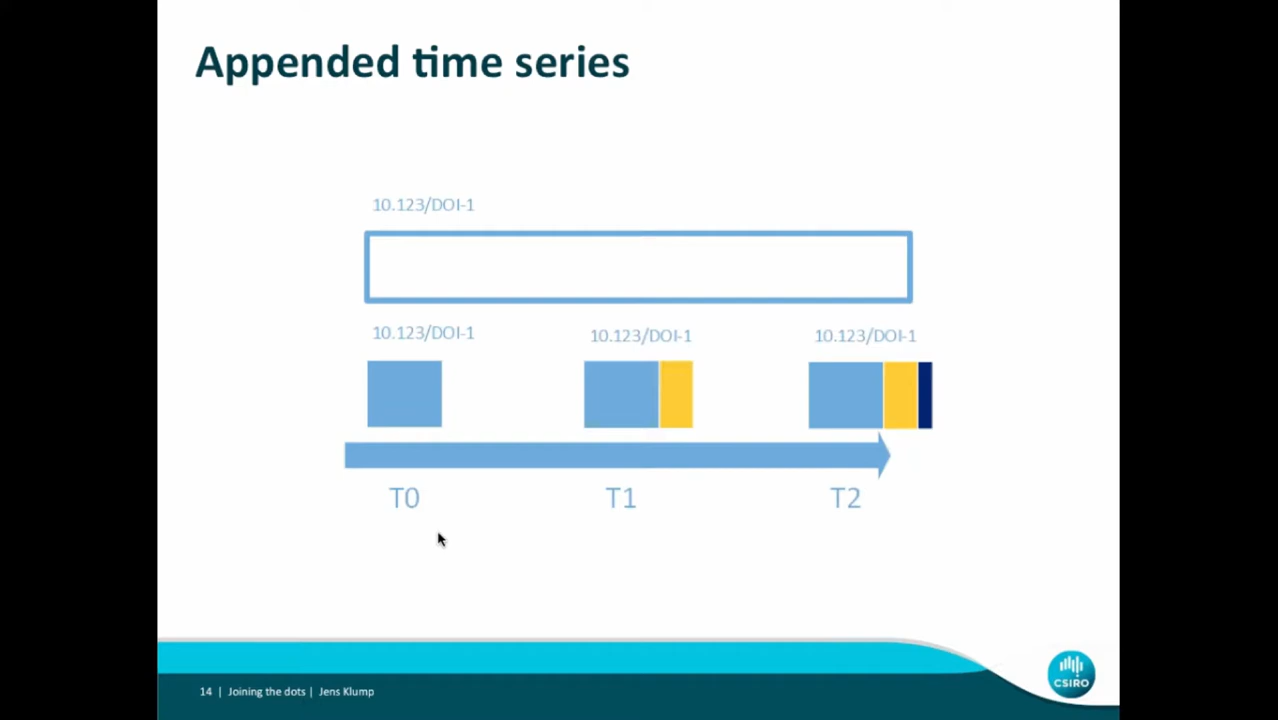 Appended time series
10.123/DOI-1
10.123/DOI-1
10.123/DOI-1
10.123/DOI-1
T0
T1
T2
14 | Joining the dots | Jens Klump
CSIRO